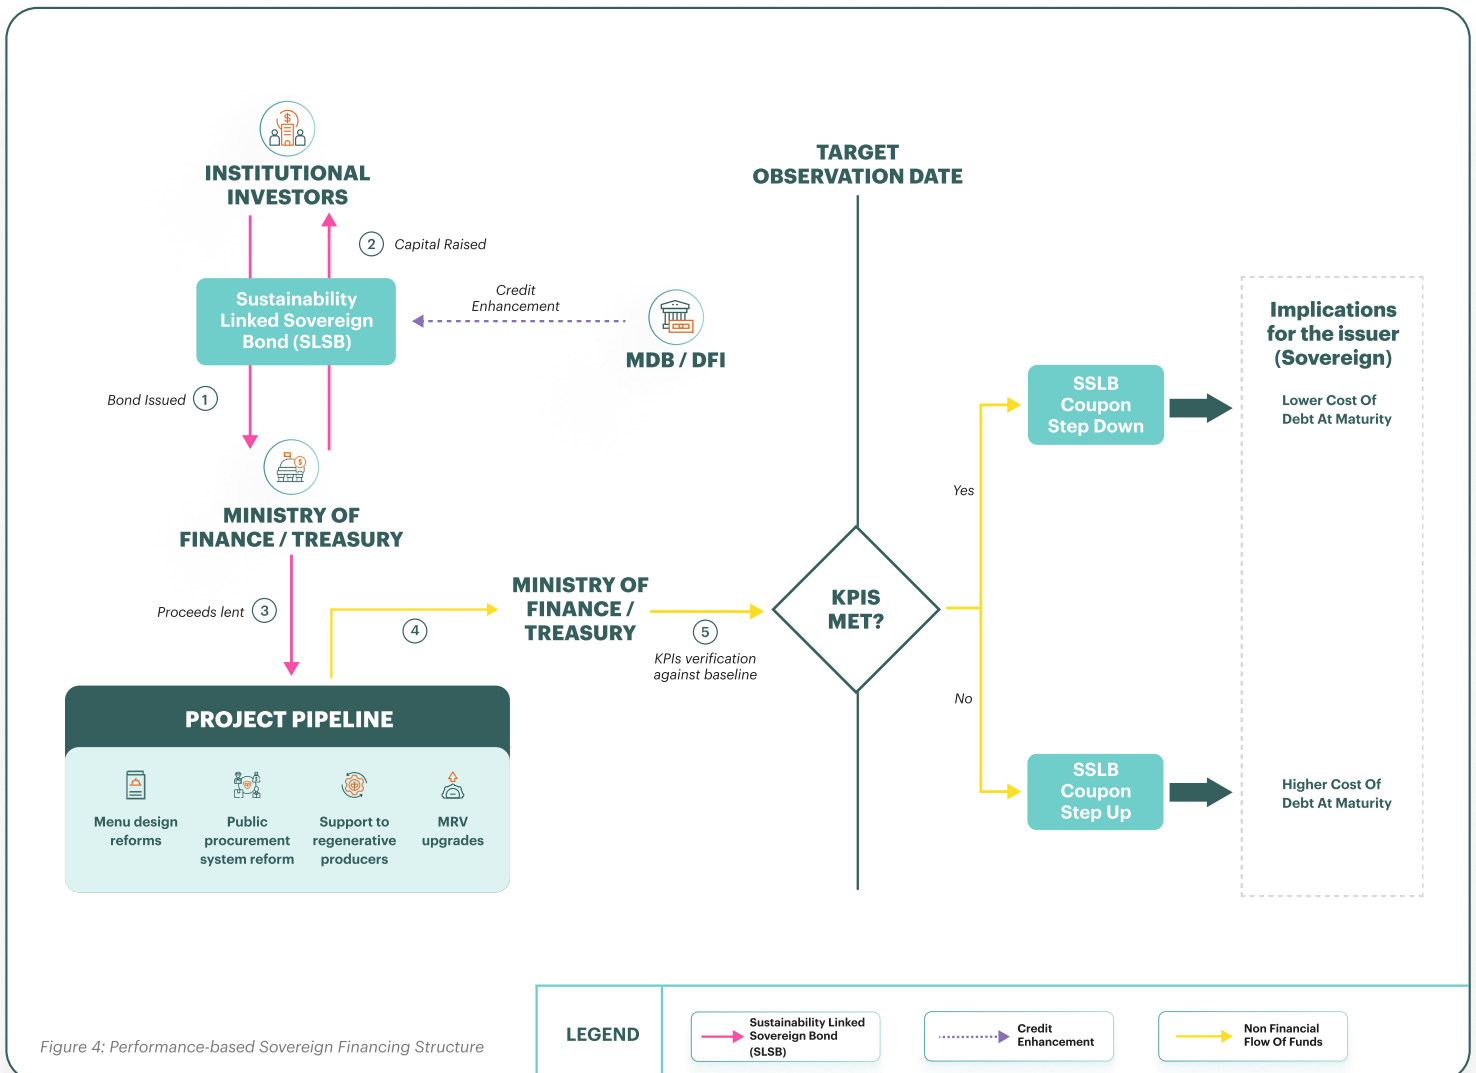 INSTITUTIONAL
INVESTORS
2
Capital Raised
Sustainability
Linked Sovereign
Bond (SLSB)
Credit
Enhancement
MDB / DFI
Bond Issued
1
MINISTRY OF
FINANCE / TREASURY
Proceeds lent
3
4
MINISTRY OF
FINANCE /
TREASURY
5
KPIs verification
against baseline
PROJECT PIPELINE
Menu design
reforms
Public
procurement
system reform
Support to
regenerative
producers
MRV
upgrades
TARGET
OBSERVATION DATE
KPIS
MET?
Yes
No
SSLB
Coupon
Step Down
SSLB
Coupon
Step Up
Implications
for the issuer
(Sovereign)
Lower Cost Of
Debt At Maturity
Higher Cost Of
Debt At Maturity
Figure 4: Performance-based Sovereign Financing Structure
LEGEND
Sustainability Linked
Sovereign Bond
(SLSB)
Credit
Enhancement
Non Financial
Flow Of Funds